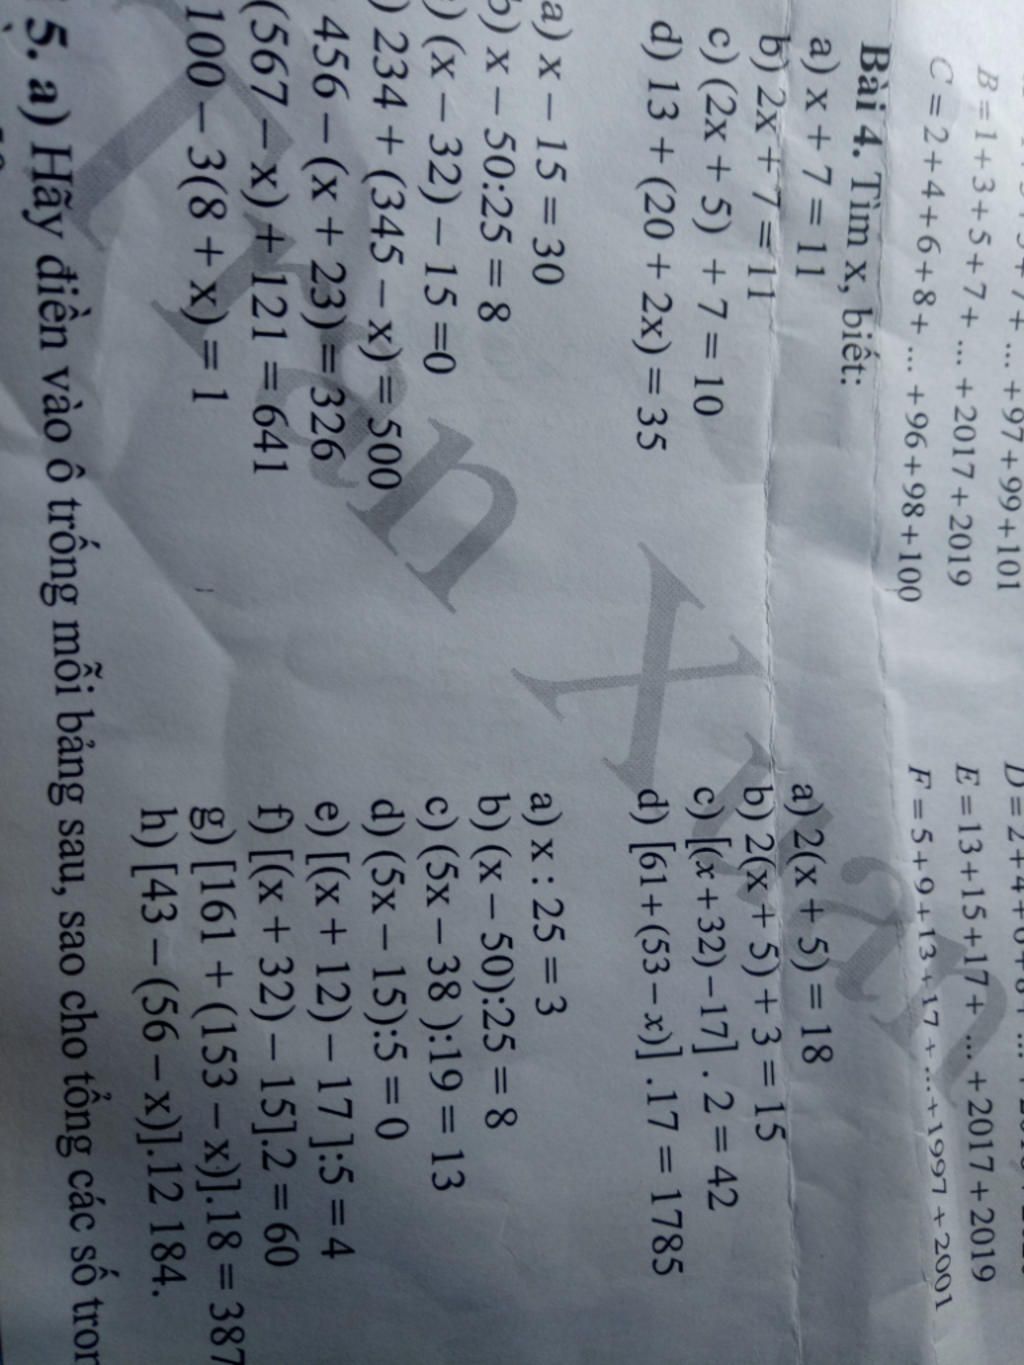 B = 1 + 3 + 5 + 7 + ... + 2017 + 2019
C = 2 + 4 + 6 + 8 + ... + 96 + 98 + 100
E = 13 + 15 + 17 + ... + 2017 + 2019
F = 5 + 9 + 13 + 17 + ... + 1997 + 2001
Bài 4. Tìm x, biết:
a) x + 7 = 11
b) 2x + 7 = 11
c) (2x + 5) + 7 = 10
d) 13 + (20 + 2x) = 35
a) 2(x + 5) = 18
b) 2(x + 5) + 3 = 15
c) [(x + 32) – 17] . 2 = 42
d) [61 + (53 – x)] .17 = 1785
a) x – 15 = 30
b) x – 50:25 = 8
) (x – 32) – 15 =0
) 234 + (345 – x) = 500
456 – (x + 23) = 326
(567 – x) + 121 = 641
100 – 3(8 + x) = 1
a) x : 25 = 3
b) (x – 50):25 = 8
c) (5x – 38 ):19 = 13
d) (5x – 15):5 = 0
e) [(x + 12) – 17 ]:5 = 4
f) [(x + 32) – 15].2 = 60
g) [161 + (153 – x)].18 = 387
h) [43 – (56 – x)].12 184.
5. a) Hãy điền vào ô trống mỗi bảng sau, sao cho tổng các số tron
Trần Xuân